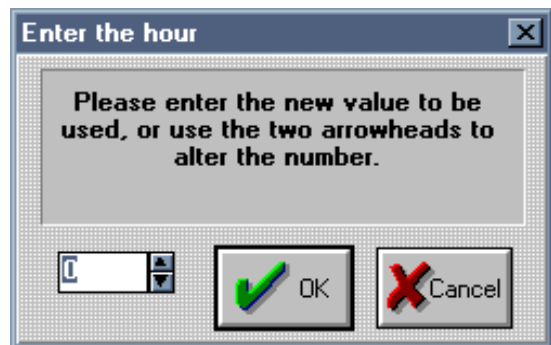 Enter the hour
Please enter the new value to be
used, or use the two arrowheads to
alter the number.
OK
Cancel